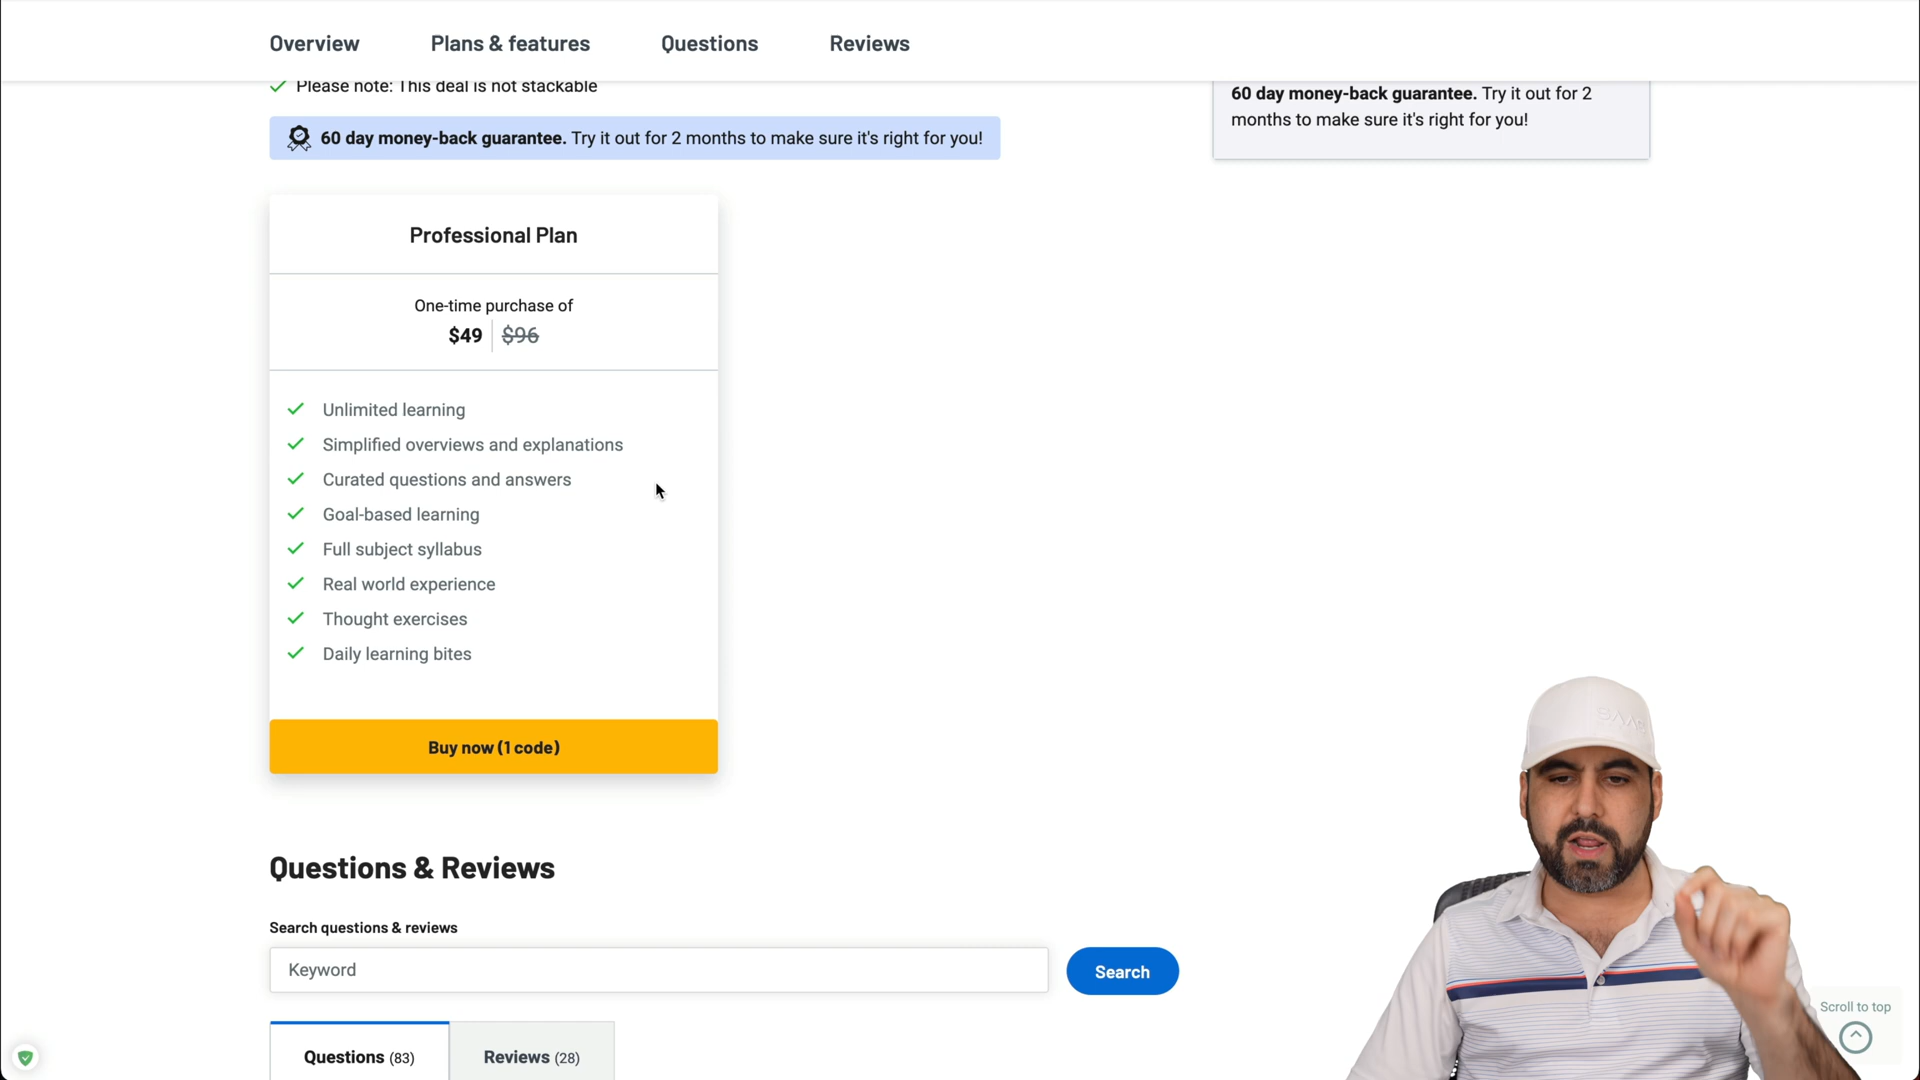 Overview Plans & features Questions Reviews
Please note: This deal is not stackable
60 day money-back guarantee. Try it out for 2 months to make sure it's right for you!
60 day money-back guarantee. Try it out for 2
months to make sure it's right for you!
Professional Plan
One-time purchase of
$49 $96
Unlimited learning
Simplified overviews and explanations
Curated questions and answers
Goal-based learning
Full subject syllabus
Real world experience
Thought exercises
Daily learning bites
Buy now (1 code)
Questions & Reviews
Search questions & reviews
Keyword
Search
Questions (83)
Reviews (28)
Scroll to top